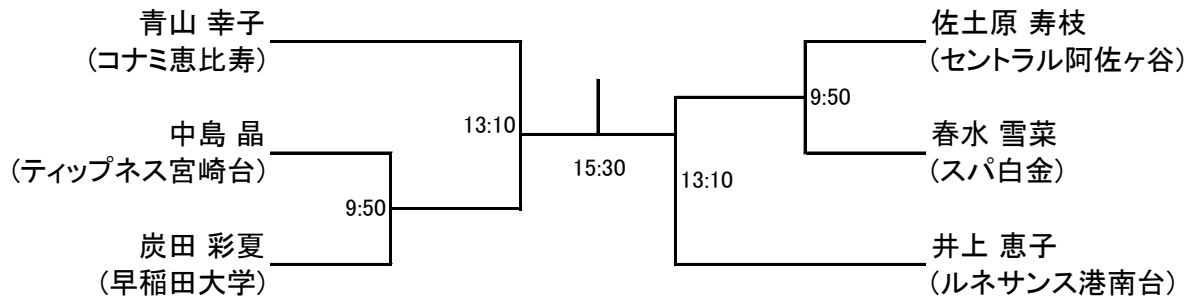 青山 幸子
(コナミ恵比寿)
中島 晶
(ティップネス宮崎台)
炭田 彩夏
(早稲田大学)
9:50
13:10
15:30
13:10
9:50
佐土原 寿枝
(セントラル阿佐ヶ谷)
春水 雪菜
(スパ白金)
井上 恵子
(ルネサンス港南台)